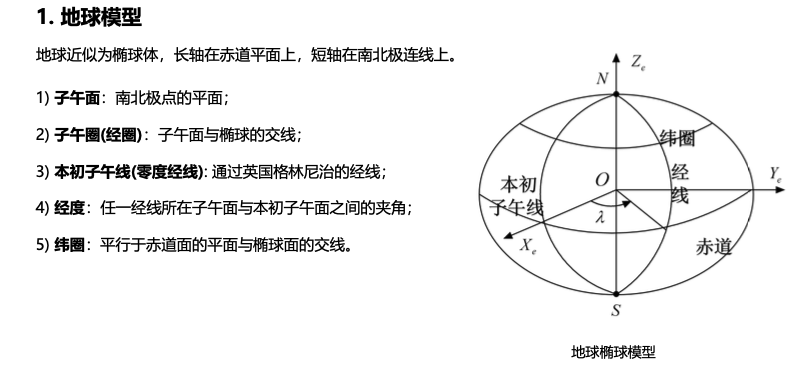 1. 地球模型
地球近似为椭球体，长轴在赤道平面上，短轴在南北极连线上。
1) 子午面：南北极点的平面；
2) 子午圈(经圈)：子午面与椭球的交线；
3) 本初子午线(零度经线): 通过英国格林尼治的经线；
4) 经度：任一经线所在子午面与本初子午面之间的夹角；
5) 纬圈：平行于赤道面的平面与椭球面的交线。
Ze
N
纬圈
经
线
Ye
O
本初
子午线
λ
Xe
赤道
S
地球椭球模型